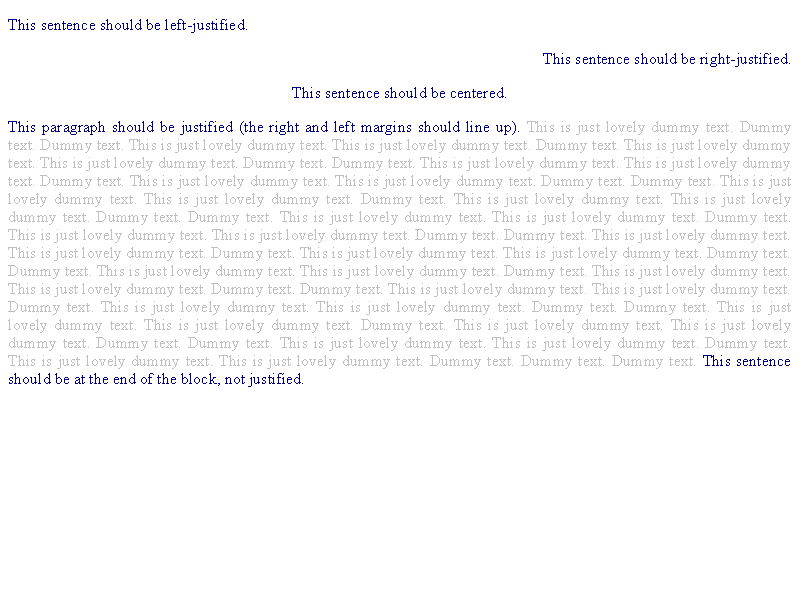 This sentence should be left-justified.
This sentence should be right-justified.
This sentence should be centered.
This paragraph should be justified (the right and left margins should line up). This is just lovely dummy text. Dummy
text. Dummy text. This is just lovely dummy text. This is just lovely dummy text. Dummy text. This is just lovely dummy
text. This is just lovely dummy text. Dummy text. Dummy text. This is just lovely dummy text. This is just lovely dummy
text. Dummy text. This is just lovely dummy text. This is just lovely dummy text. Dummy text. Dummy text. This is just
lovely dummy text. This is just lovely dummy text. Dummy text. This is just lovely dummy text. This is just lovely
dummy text. Dummy text. Dummy text. This is just lovely dummy text. This is just lovely dummy text. Dummy text.
This is just lovely dummy text. This is just lovely dummy text. Dummy text. Dummy text. This is just lovely dummy text.
This is just lovely dummy text. Dummy text. This is just lovely dummy text. This is just lovely dummy text. Dummy text.
Dummy text. This is just lovely dummy text. This is just lovely dummy text. Dummy text. This is just lovely dummy text.
This is just lovely dummy text. Dummy text. Dummy text. This is just lovely dummy text. This is just lovely dummy text.
Dummy text. This is just lovely dummy text. This is just lovely dummy text. Dummy text. Dummy text. This is just
lovely dummy text. This is just lovely dummy text. Dummy text. This is just lovely dummy text. This is just lovely
dummy text. Dummy text. Dummy text. This is just lovely dummy text. This is just lovely dummy text. Dummy text.
This is just lovely dummy text. This is just lovely dummy text. Dummy text. Dummy text. Dummy text. This sentence
should be at the end of the block, not justified.